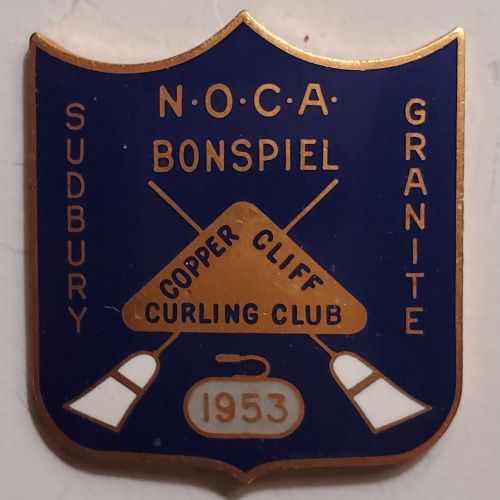 N·O·C·A·
BONSPIEL
SUDBURY
GRANITE
COPPER CLIFF
CURLING CLUB
1953